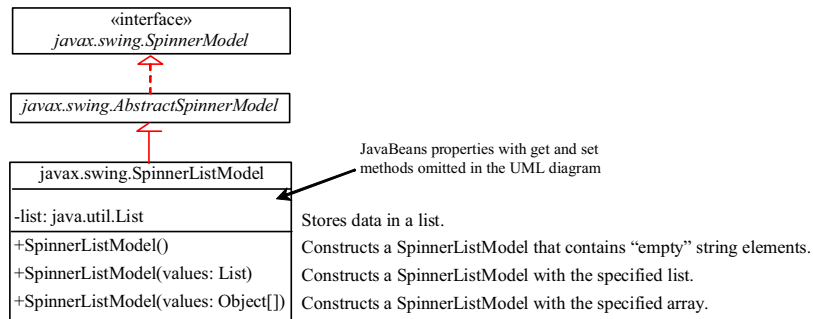 «interface»
javax.swing.SpinnerModel
javax.swing.AbstractSpinnerModel
javax.swing.SpinnerListModel
JavaBeans properties with get and set
methods omitted in the UML diagram
-list: java.util.List
Stores data in a list.
+SpinnerListModel()
Constructs a SpinnerListModel that contains “empty” string elements.
+SpinnerListModel(values: List)
Constructs a SpinnerListModel with the specified list.
+SpinnerListModel(values: Object[])
Constructs a SpinnerListModel with the specified array.